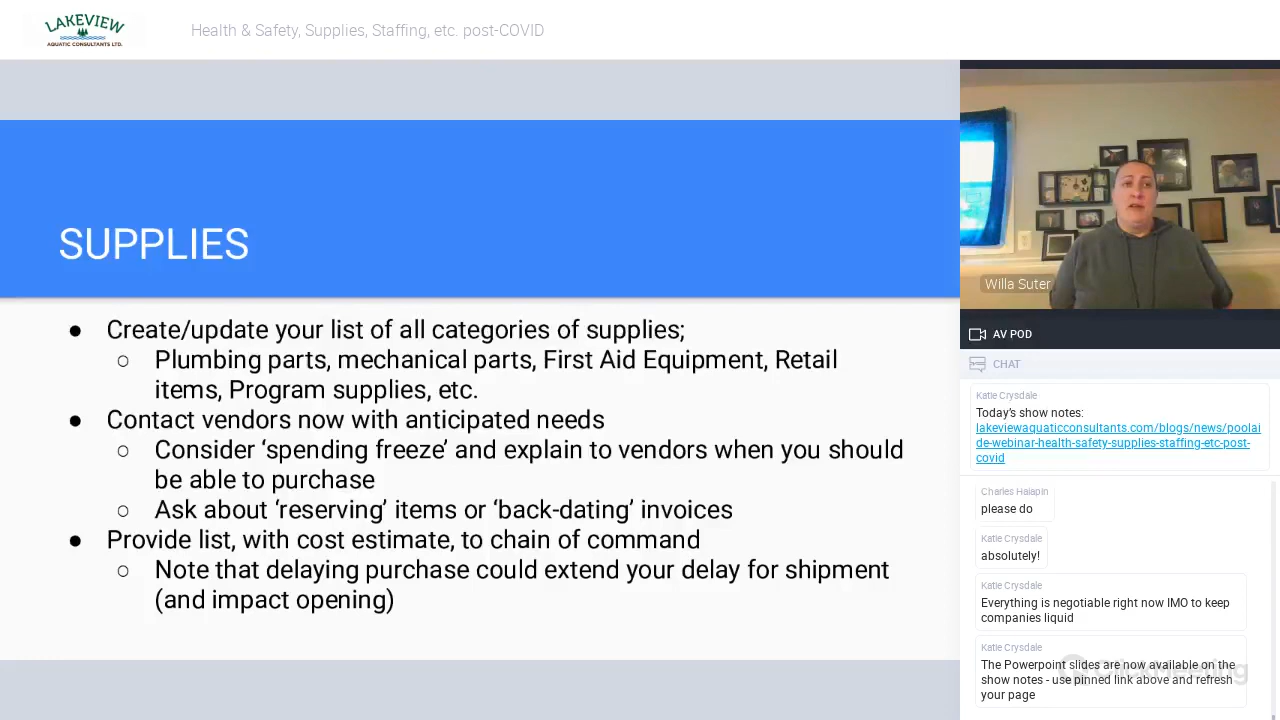 LAKEVIEW
AQUATIC CONSULTANTS LTD.
Health & Safety, Supplies, Staffing, etc. post-COVID
SUPPLIES
● Create/update your list of all categories of supplies;
○ Plumbing parts, mechanical parts, First Aid Equipment, Retail
items, Program supplies, etc.
● Contact vendors now with anticipated needs
○ Consider ‘spending freeze’ and explain to vendors when you should
be able to purchase
○ Ask about ‘reserving’ items or ‘back-dating’ invoices
● Provide list, with cost estimate, to chain of command
○ Note that delaying purchase could extend your delay for shipment
(and impact opening)
Willa Suter
AV POD
CHAT
Katie Crysdale
Today's show notes:
lakeviewaquaticconsultants.com/blogs/news/poolai
de-webinar-health-safety-supplies-staffing-etc-post-
covid
Charles Halapin
please do
Katie Crysdale
absolutely!
Katie Crysdale
Everything is negotiable right now IMO to keep
companies liquid
Katie Crysdale
The Powerpoint slides are now available on the
show notes - use pinned link above and refresh
your page